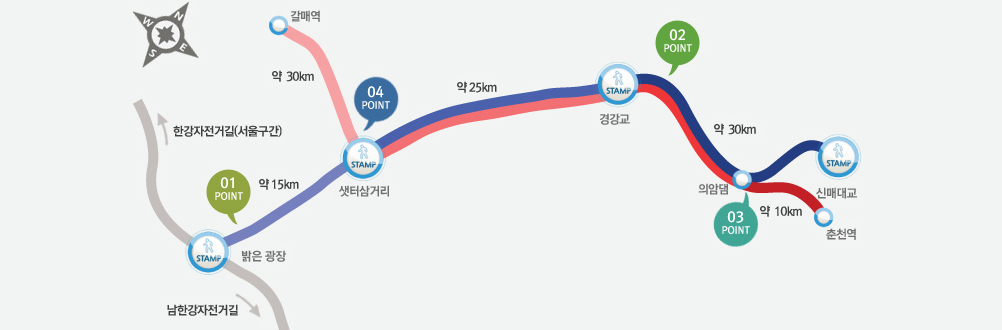 갈매역
N
W
E
S
약 30km
04
POINT
약 25km
STAMP
경강교
02
POINT
약 30km
한강자전거길(서울구간)
STAMP
샛터삼거리
01
POINT
약 15km
의암댐
STAMP
신매대교
03
POINT
약 10km
춘천역
STAMP
밝은 광장
남한강자전거길